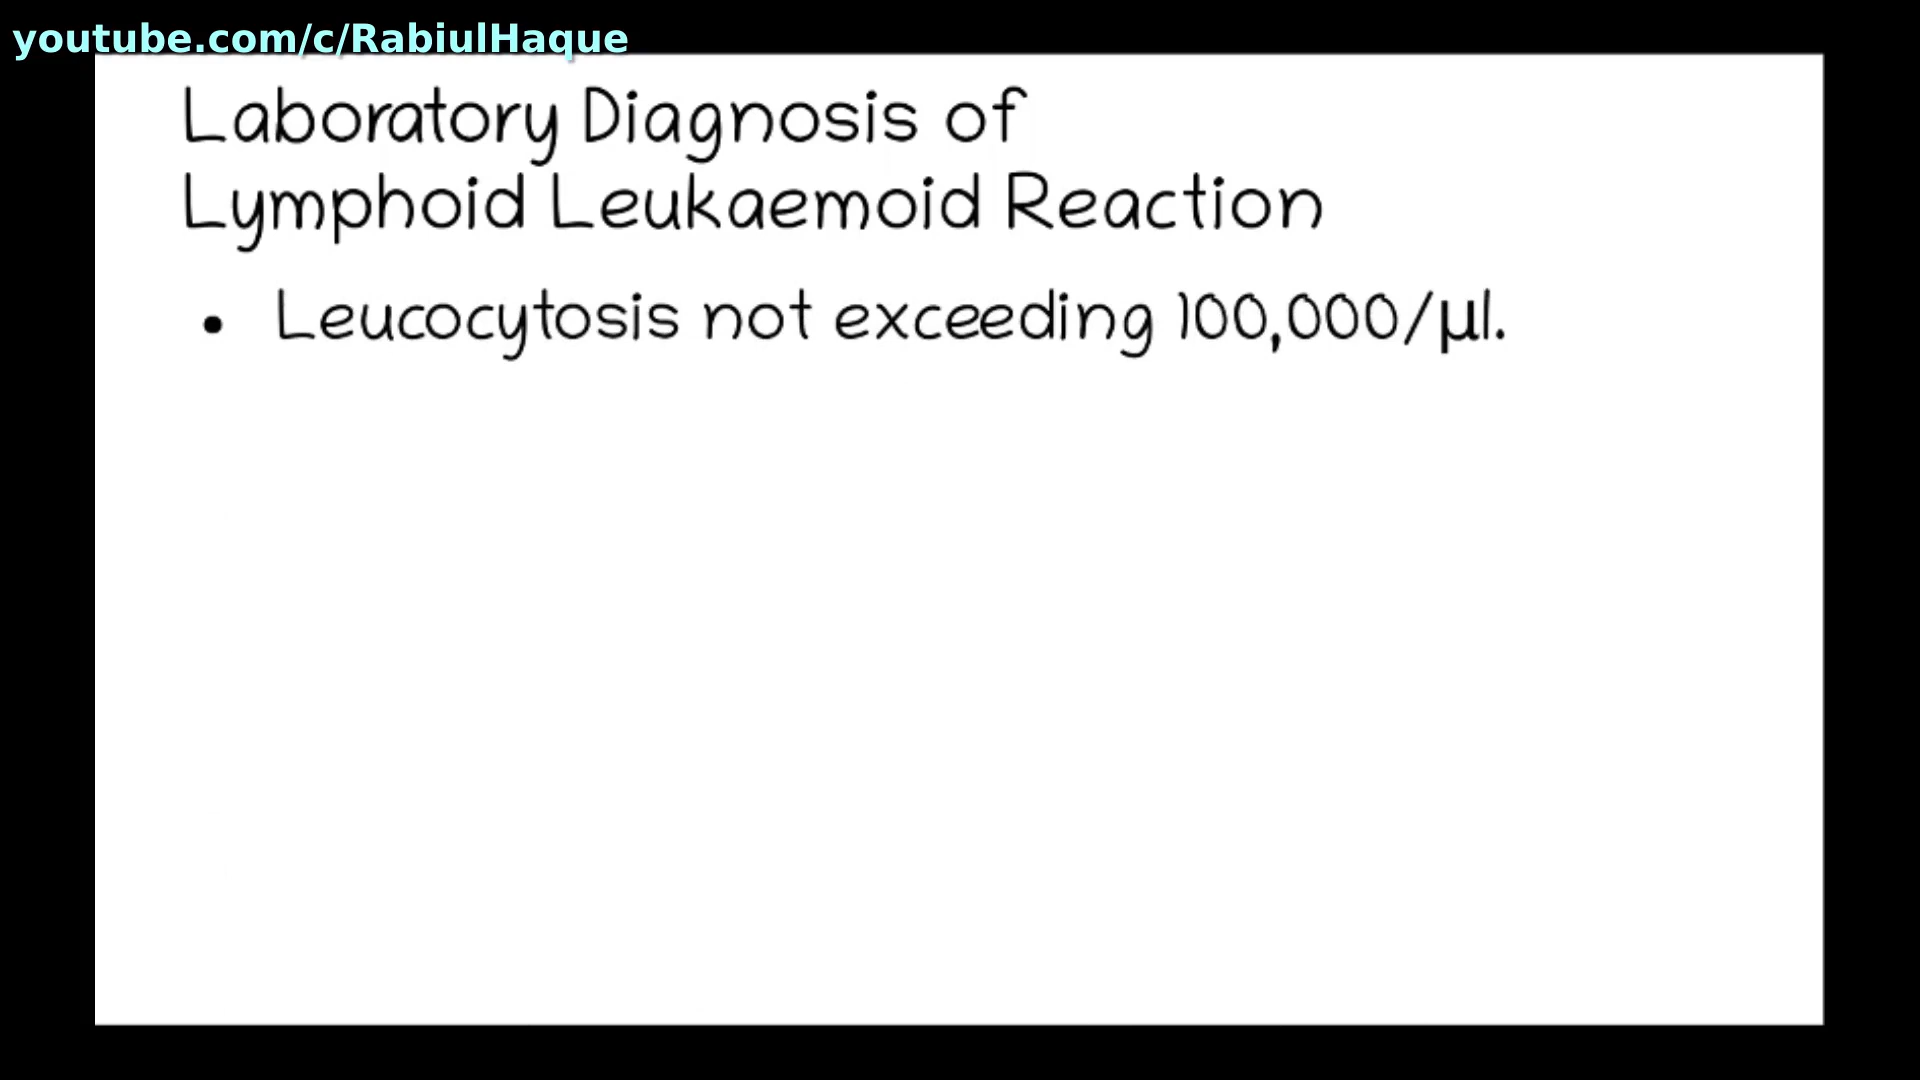 youtube.com/c/RabiulHaque
Laboratory Diagnosis of
Lymphoid Leukaemoid Reaction
• Leucocytosis not exceeding 100,000/µl.